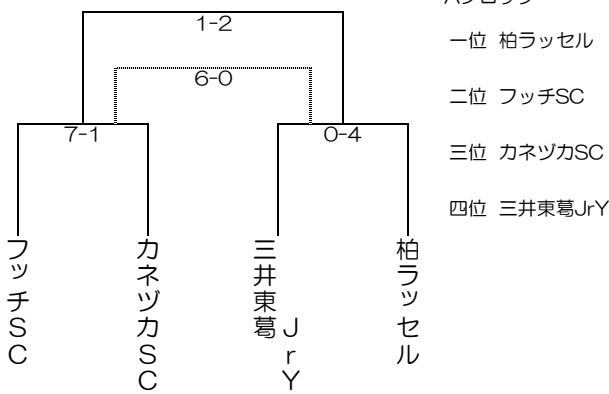 1-2
一位 柏ラッセル
6-0
二位 フッチSC
7-1
0-4
三位 カネヅカSC
四位 三井東葛JrY
フッチSC
カネヅカSC
三井東葛
JrY
柏ラッセル